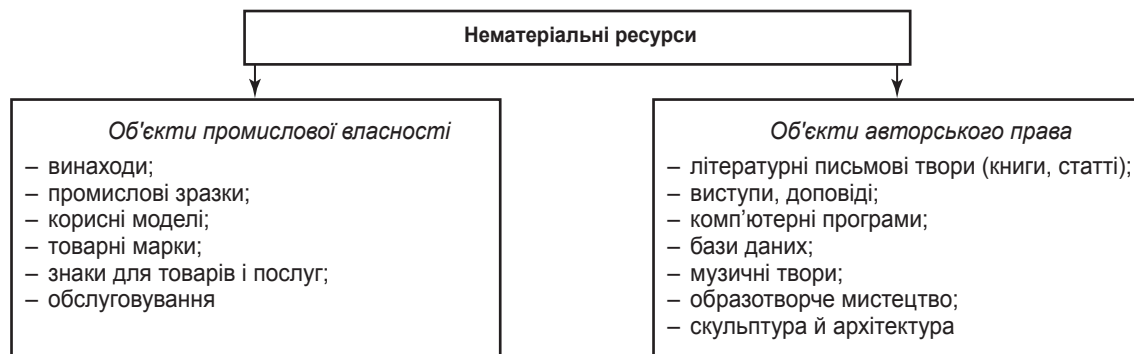 Нематеріальні ресурси
Об'єкти промислової власності
– винаходи;
– промислові зразки;
– корисні моделі;
– товарні марки;
– знаки для товарів і послуг;
– обслуговування
Об'єкти авторського права
– літературні письмові твори (книги, статті);
– виступи, доповіді;
– комп’ютерні програми;
– бази даних;
– музичні твори;
– образотворче мистецтво;
– скульптура й архітектура